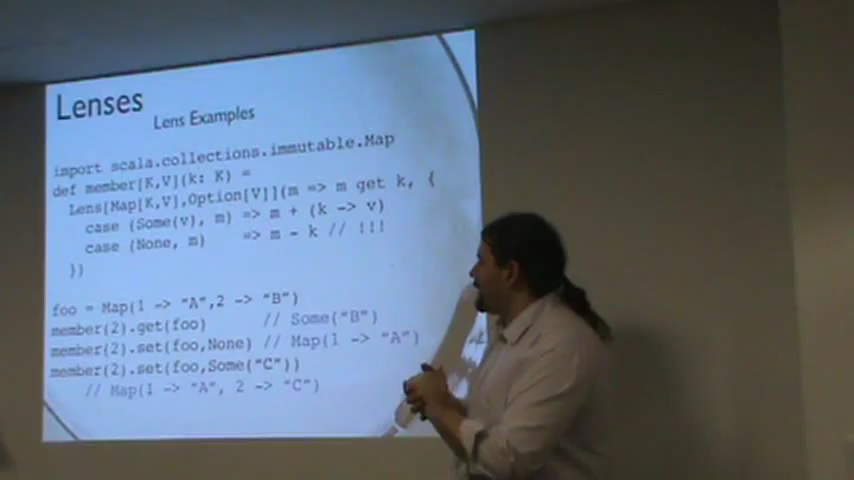 Lenses
Lens Examples
import scala.collections.immutable.Map
def member[K,V](k: K) =
Lens[Map[K,V],Option[V]](m => m get k, {
case (Some(v), m) => m + (k -> v)
case (None, m) => m - k // !!!
})
foo = Map(1 -> "A",2 -> "B")
member(2).get(foo) // Some("B")
member(2).set(foo,None) // Map(1 -> "A")
member(2).set(foo,Some("C"))
// Map(1 -> "A", 2 -> "C")